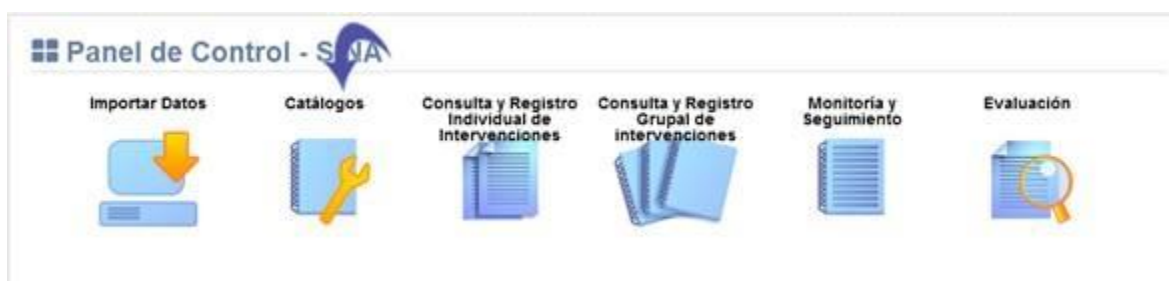 Panel de Control -
Importar Datos
Catálogos
Consulta y Registro
Individual de
Intervenciones
Consulta y Registro
Grupal de
intervenciones
Monitoría y
Seguimiento
Evaluación